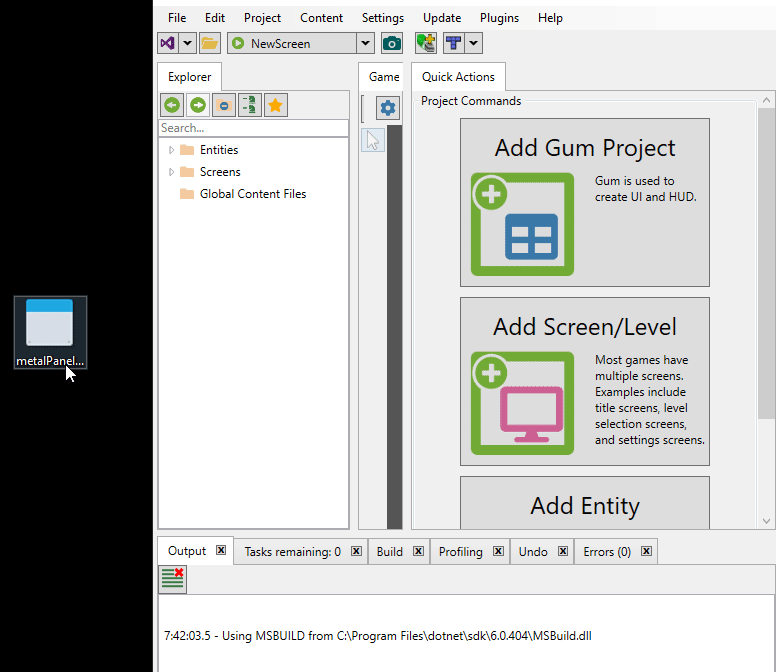 File Edit Project Content Settings Update Plugins Help
NewScreen
Explorer
Game
Quick Actions
Search...
Entities
Screens
Global Content Files
Project Commands
Add Gum Project
Gum is used to
create UI and HUD.
Add Screen/Level
Most games have
multiple screens.
Examples include
title screens, level
selection screens,
and settings screens.
Add Entity
metalPanel...
Output Tasks remaining: 0 Build Profiling Undo Errors (0)
7:42:03.5 - Using MSBUILD from C:\Program Files\dotnet\sdk\6.0.404\MSBuild.dll